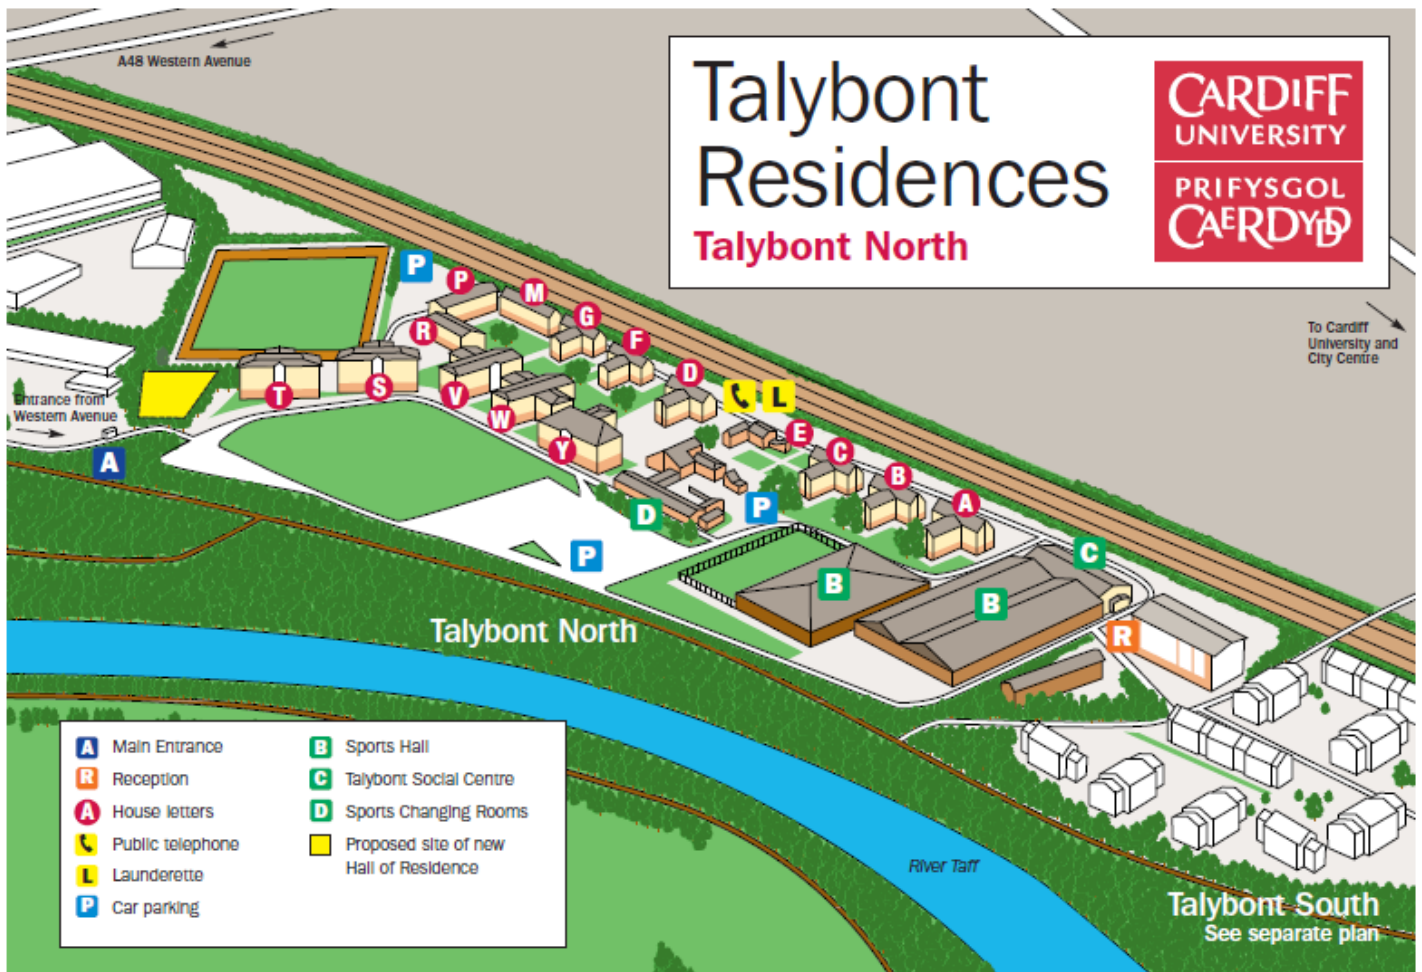 A48 Western Avenue
Talybont
Residences
Talybont North
CARDIFF
UNIVERSITY
PRIFYSGOL
CAERDYDD
To Cardiff
University and
City Centre
P
P
M
G
R
F
D
L
T
S
V
W
Y
E
C
B
A
Entrance from
Western Avenue
A
D
P
P
C
B
B
R
Talybont North
A Main Entrance
R Reception
A House letters
Public telephone
L Launderette
P Car parking
B Sports Hall
C Talybont Social Centre
D Sports Changing Rooms
Proposed site of new
Hall of Residence
River Taff
Talybont South
See separate plan